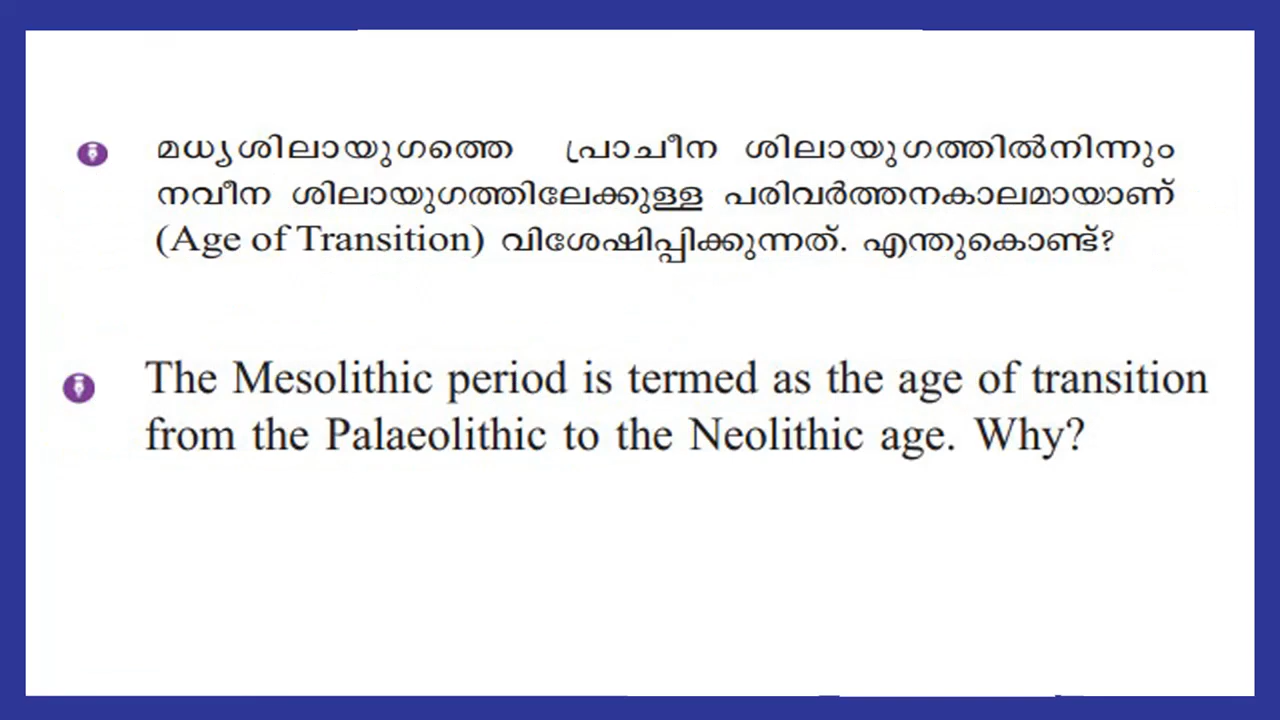 മധ്യശിലായുഗത്തെ പ്രാചീന ശിലായുഗത്തിൽനിന്നും
നവീന ശിലായുഗത്തിലേക്കുള്ള പരിവർത്തനകാലമായാണ്
(Age of Transition) വിശേഷിപ്പിക്കുന്നത്. എന്തുകൊണ്ട്?
The Mesolithic period is termed as the age of transition
from the Palaeolithic to the Neolithic age. Why?